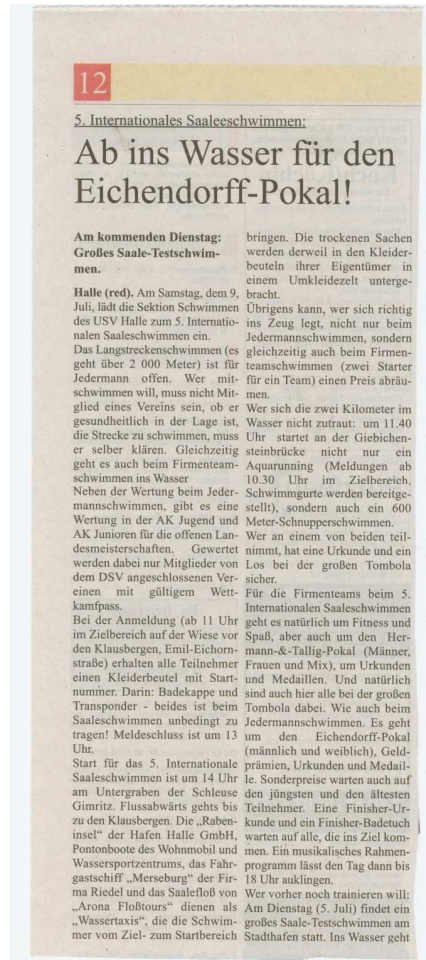 12
5. Internationales Saaleeschwimmen:
Ab ins Wasser für den
Eichendorff-Pokal!
Am kommenden Dienstag:
Großes Saale-Testschwim-
men.
Halle (red). Am Samstag, dem 9,
Juli, lädt die Sektion Schwimmen
des USV Halle zum 5. Internatio-
nalen Saaleschwimmen ein.
Das Langstreckenschwimmen (es
geht über 2 000 Meter) ist für
Jedermann offen. Wer mit-
schwimmen will, muss nicht Mit-
glied eines Vereins sein, ob er
gesundheitlich in der Lage ist,
die Strecke zu schwimmen, muss
er selber klären. Gleichzeitig
geht es auch beim Firmenteam-
schwimmen ins Wasser
Neben der Wertung beim Jeder-
mannschwimmen, gibt es eine
Wertung in der AK Jugend und
AK Junioren für die offenen Lan-
desmeisterschaften. Gewertet
werden dabei nur Mitglieder von
dem DSV angeschlossenen Ver-
einen mit gültigem Wett-
kampfpass.
Bei der Anmeldung (ab 11 Uhr
im Zielbereich auf der Wiese vor
den Klausbergen, Emil-Eichorn-
straße) erhalten alle Teilnehmer
einen Kleiderbeutel mit Start-
nummer. Darin: Badekappe und
Transponder - beides ist beim
Saaleschwimmen unbedingt zu
tragen! Meldeschluss ist um 13
Uhr.
Start für das 5. Internationale
Saaleschwimmen ist um 14 Uhr
am Untergraben der Schleuse
Gimritz. Flussabwärts gehts bis
zu den Klausbergen. Die „Raben-
insel" der Hafen Halle GmbH,
Pontonboote des Wohnmobil und
Wassersportzentrums, das Fahr-
gastschiff „Merseburg" der Fir-
ma Riedel und das Saalefloß von
„Arona Floßtours" dienen als
„Wassertaxis", die die Schwim-
mer vom Ziel- zum Startbereich
bringen. Die trockenen Sachen
werden derweil in den Kleider-
beuteln ihrer Eigentümer in
einem Umkleidezelt unterge-
bracht.
Übrigens kann, wer sich richtig
ins Zeug legt, nicht nur beim
Jedermannschwimmen, sondern
gleichzeitig auch beim Firmen-
teamschwimmen (zwei Starter
für ein Team) einen Preis abräu-
men.
Wer sich die zwei Kilometer im
Wasser nicht zutraut: um 11.40
Uhr startet an der Giebichen-
steinbrücke nicht nur ein
Aquarunning (Meldungen ab
10.30 Uhr im Zielbereich,
Schwimmgurte werden bereitge-
stellt), sondern auch ein 600
Meter-Schnupperschwimmen.
Wer an einem von beiden teil-
nimmt, hat eine Urkunde und ein
Los bei der großen Tombola
sicher.
Für die Firmenteams beim 5.
Internationalen Saaleschwimmen
geht es natürlich um Fitness und
Spaß, aber auch um den Her-
mann-&-Tallig-Pokal (Männer,
Frauen und Mix), um Urkunden
und Medaillen. Und natürlich
sind auch hier alle bei der großen
Tombola dabei. Wie auch beim
Jedermannschwimmen. Es geht
um den Eichendorff-Pokal
(männlich und weiblich), Geld-
prämien, Urkunden und Medail-
le. Sonderpreise warten auch auf
den jüngsten und den ältesten
Teilnehmer. Eine Finisher-Ur-
kunde und ein Finisher-Badetuch
warten auf alle, die ins Ziel kom-
men. Ein musikalisches Rahmen-
programm lässt den Tag dann bis
18 Uhr auklingen.
Wer vorher noch trainieren will:
Am Dienstag (5. Juli) findet ein
großes Saale-Testschwimmen am
Stadthafen statt. Ins Wasser geht